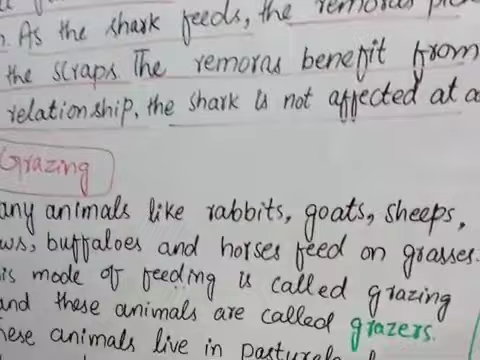 As the shark feeds, the remoras
the scraps. The remoras benefit from
relationship, the shark is not affected at a
Grazing
any animals like rabbits, goats, sheeps,
ws, buffaloes and horses feed on grasses.
is mode of feeding is called grazing
and these animals are called grazers.
hese animals live in